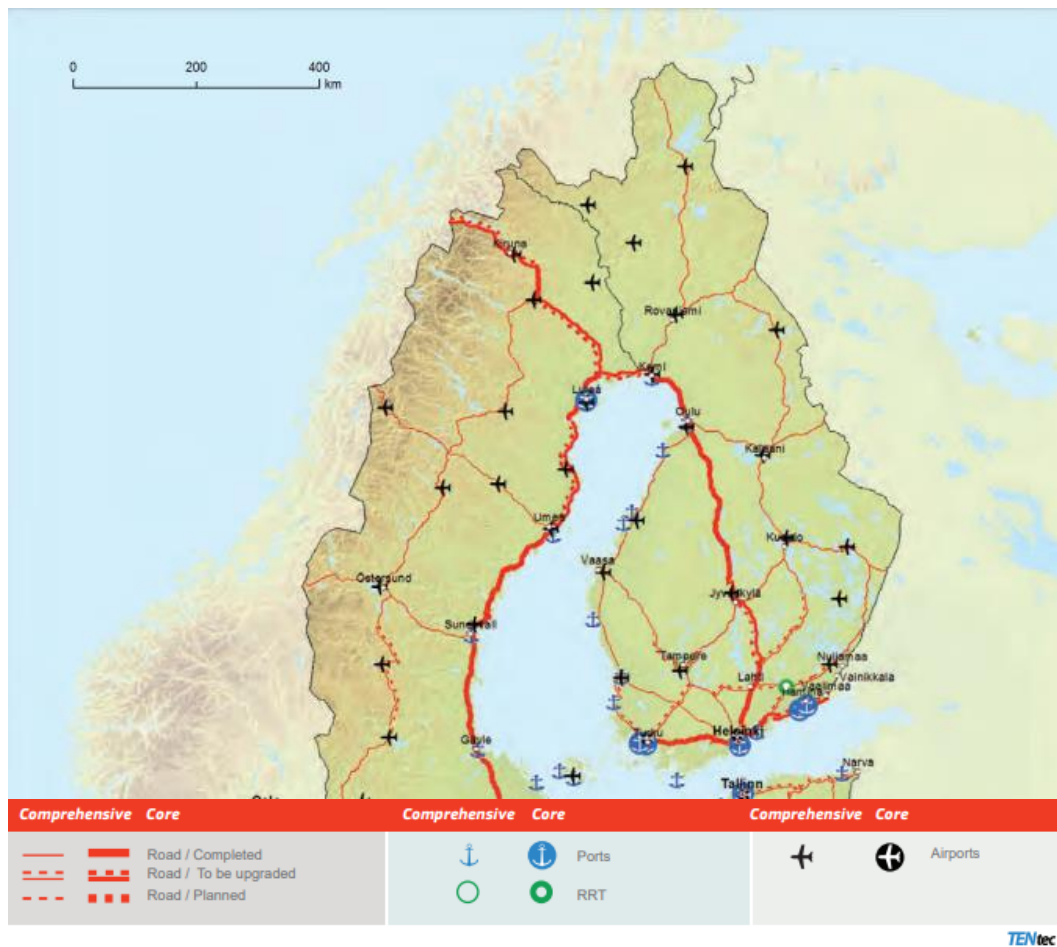 0 200 400
km
Kiruna
Rovaniemi
Kemi
Luleå
Oulu
Kajaani
Umeå
Kuopio
Vaasa
Östersund
Jyväskylä
Sundsvall
Tampere
Nuijamaa
Lahti
Vainikkala
Vaalimaa
Hamina
Turku
Helsinki
Gävle
Narva
Tallinn
Comprehensive Core Comprehensive Core Comprehensive Core
Road / Completed Ports Airports
Road / To be upgraded
Road / Planned RRT
TENtec